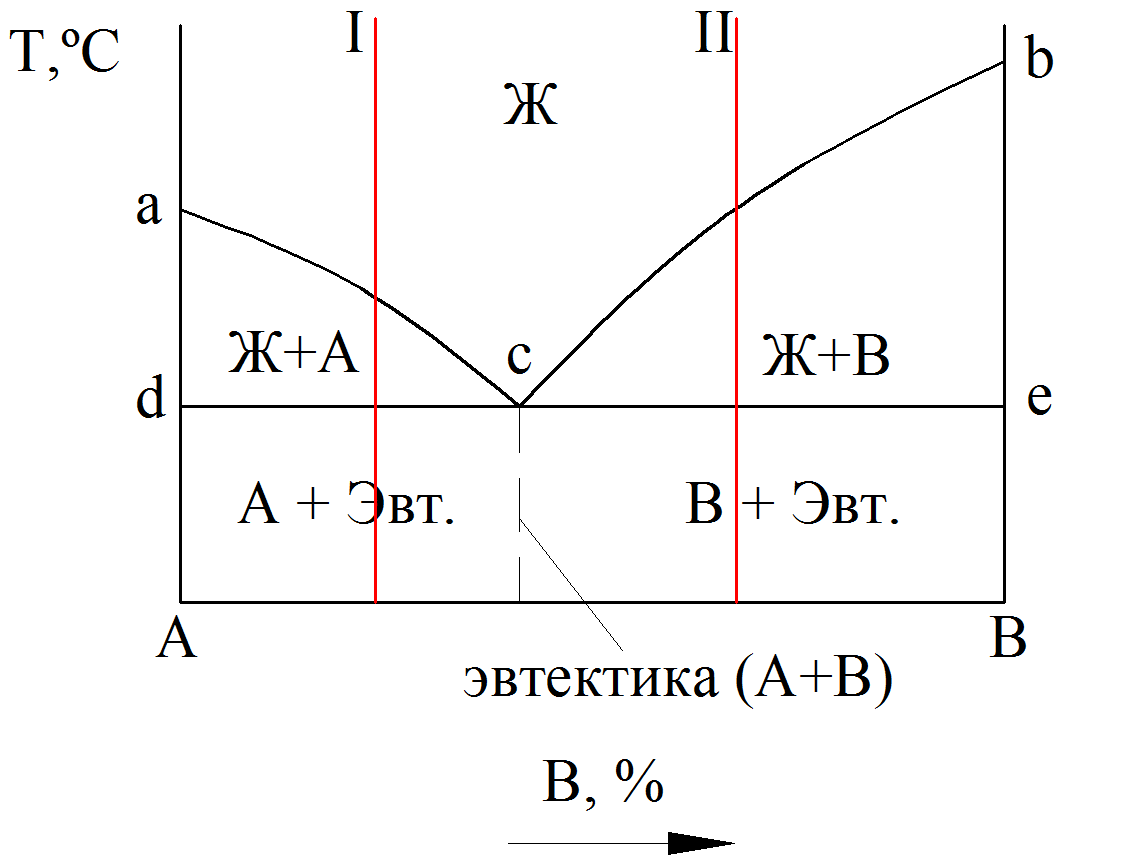 T,ºC
I
II
Ж
b
a
Ж+А
c
Ж+В
d
e
А + Эвт.
В + Эвт.
А
В
эвтектика (А+В)
В, %